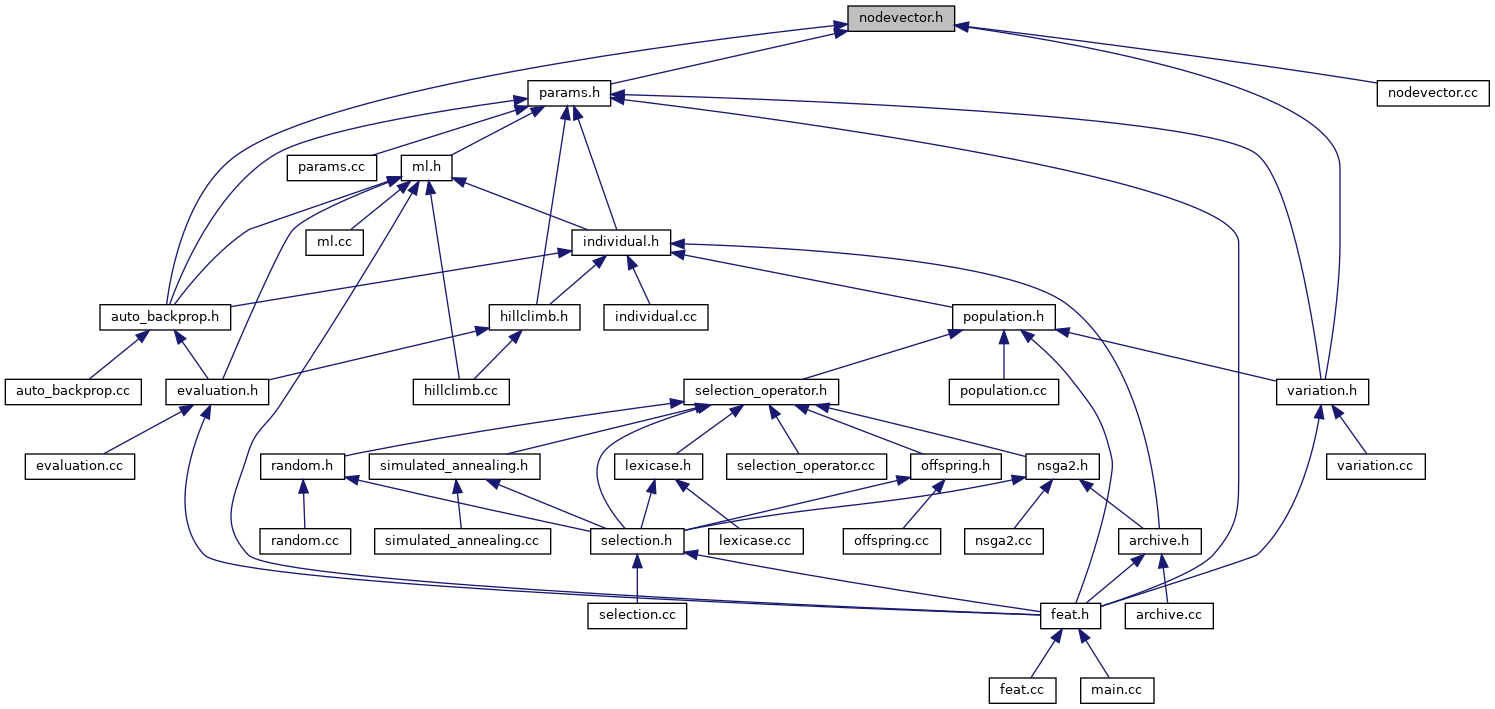 nodevector.h
params.h
nodevector.cc
params.cc
ml.h
ml.cc
individual.h
auto_backprop.h
hillclimb.h
individual.cc
population.h
auto_backprop.cc
evaluation.h
hillclimb.cc
selection_operator.h
population.cc
variation.h
evaluation.cc
random.h
simulated_annealing.h
lexicase.h
selection_operator.cc
offspring.h
nsga2.h
variation.cc
random.cc
simulated_annealing.cc
selection.h
lexicase.cc
offspring.cc
nsga2.cc
archive.h
selection.cc
feat.h
archive.cc
feat.cc
main.cc